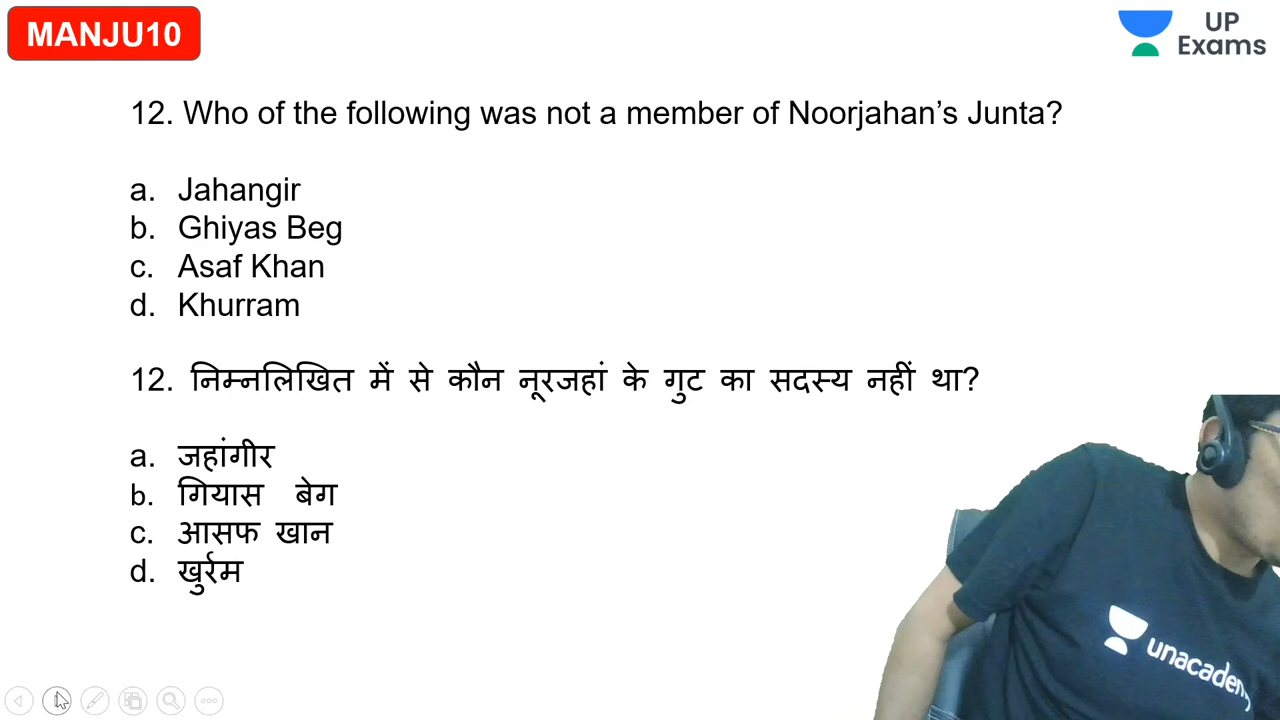 MANJU10
UP
Exams
12. Who of the following was not a member of Noorjahan’s Junta?
a. Jahangir
b. Ghiyas Beg
c. Asaf Khan
d. Khurram
12. निम्नलिखित में से कौन नूरजहां के गुट का सदस्य नहीं था?
a. जहांगीर
b. गियास बेग
c. आसफ खान
d. खुर्रम
unacademy